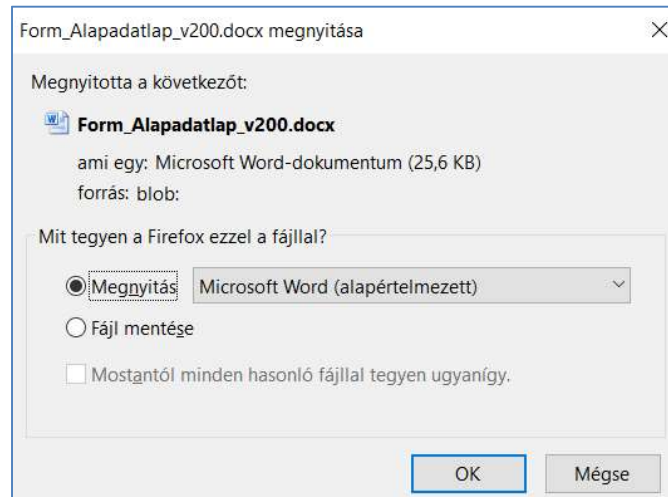 Form_Alapadatlap_v200.docx megnyitása
Megnyitotta a következőt:
Form_Alapadatlap_v200.docx
ami egy: Microsoft Word-dokumentum (25,6 KB)
forrás: blob:
Mit tegyen a Firefox ezzel a fájllal?
Megnyitás Microsoft Word (alapértelmezett)
Fájl mentése
Mostantól minden hasonló fájllal tegyen ugyanígy.
OK Mégse